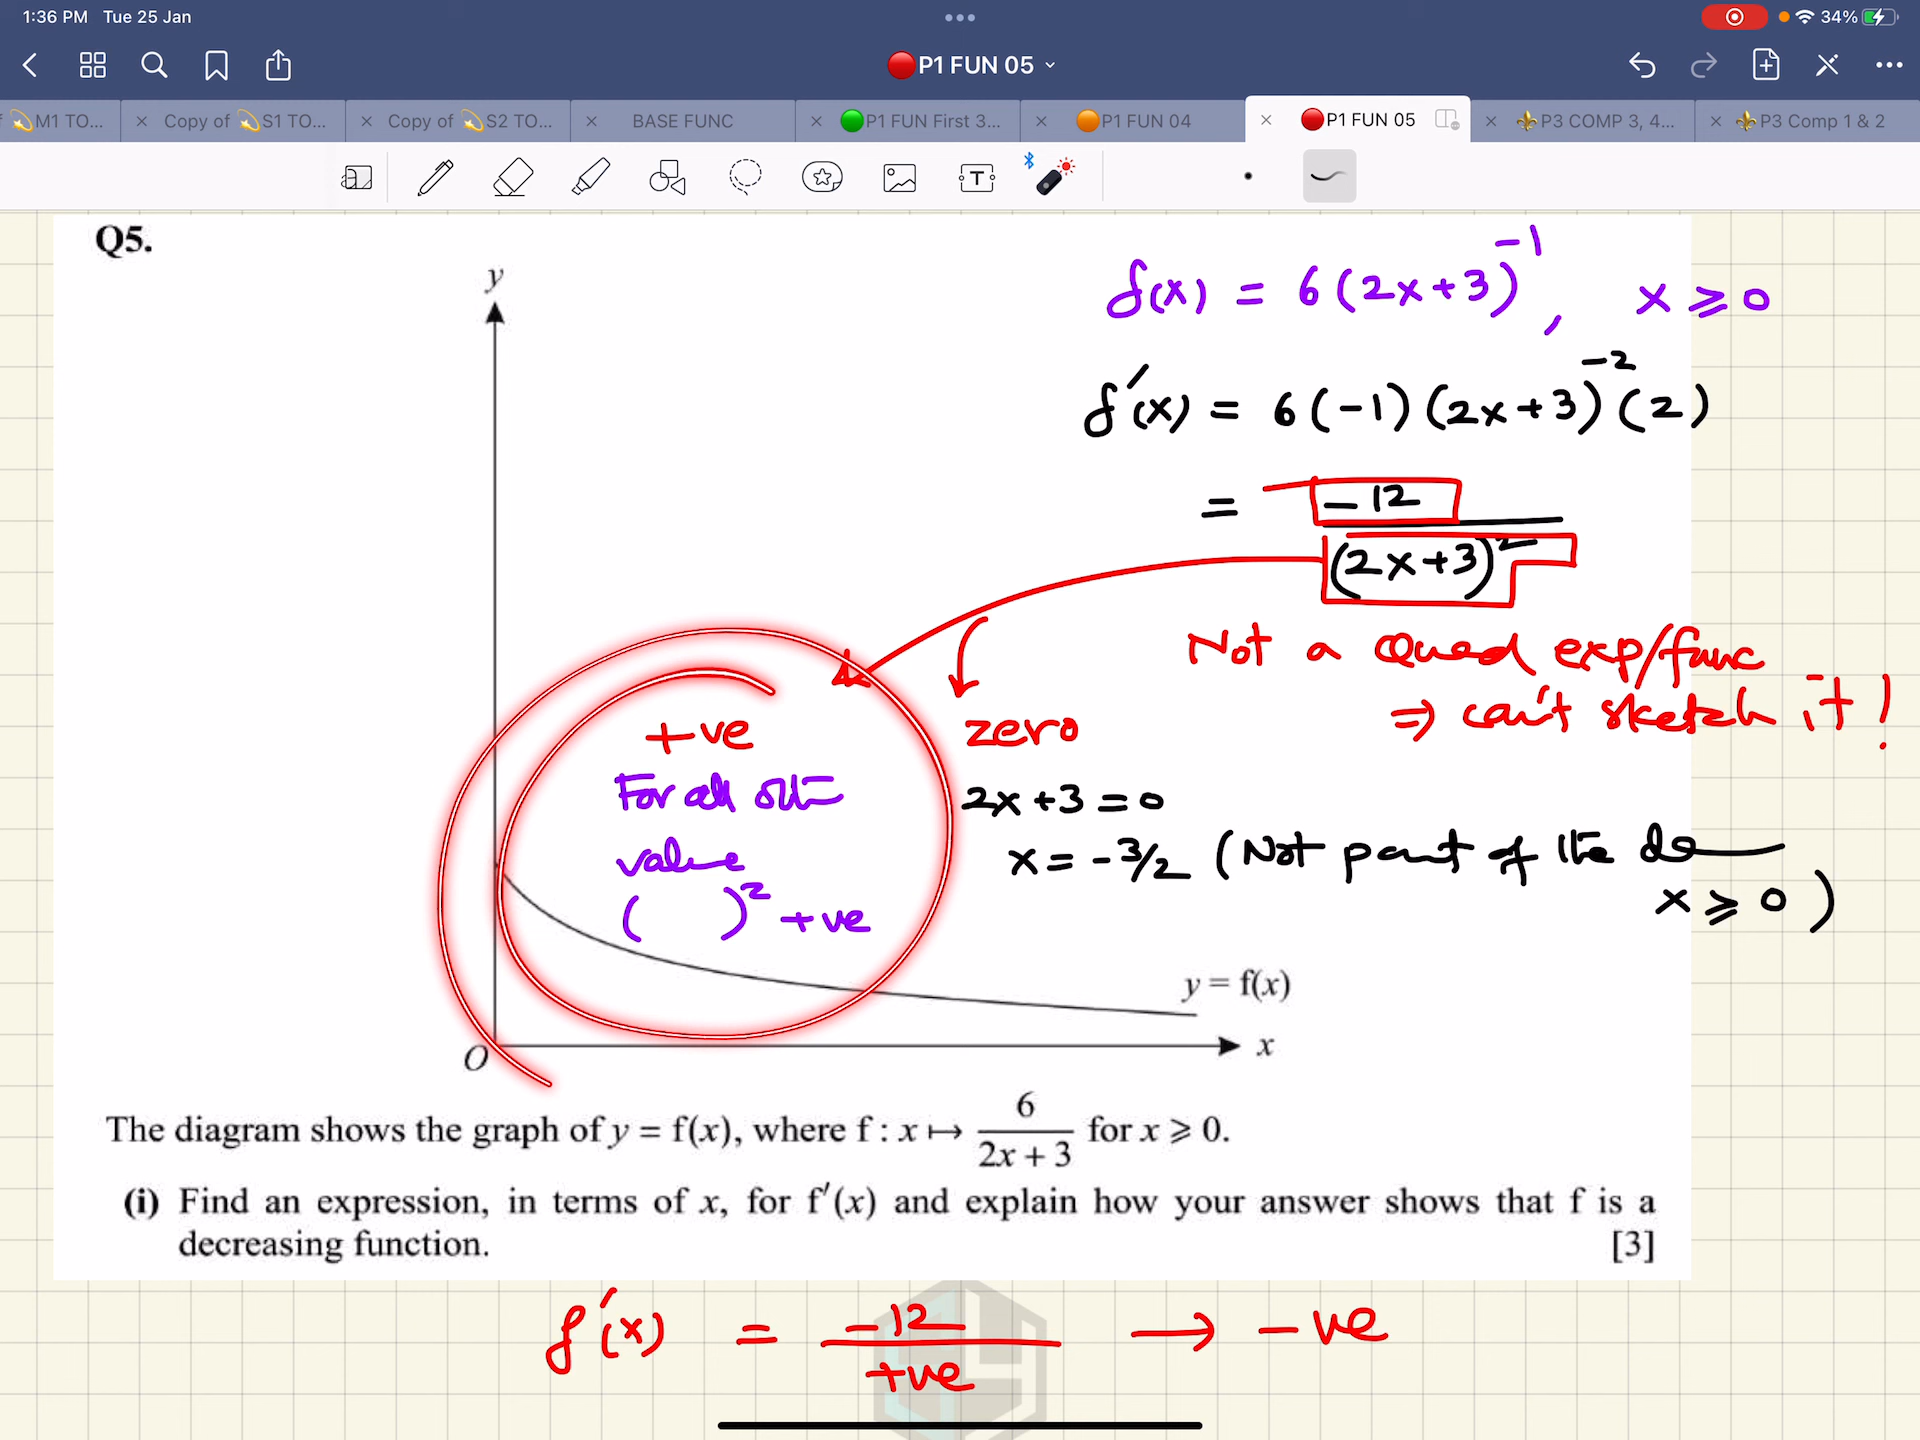 1:36 PM Tue 25 Jan
34%
P1 FUN 05
M1 TO...
Copy of S1 TO...
Copy of S2 TO...
BASE FUNC
P1 FUN First 3...
P1 FUN 04
P1 FUN 05
P3 COMP 3, 4...
P3 Comp 1 & 2
Q5.
y
f(x) = 6(2x+3)⁻¹, x ⩾ 0
f′(x) = 6(-1)(2x+3)⁻²(2)
= -12
(2x+3)²
Not a Quad exp/func
⇒ can't sketch it!
+ve
zero
For all
value
( )² +ve
2x+3 = 0
x = -3/2 (Not part of the
x ⩾ 0)
y = f(x)
O
x
The diagram shows the graph of y = f(x), where f : x ↦ 6/(2x + 3) for x ⩾ 0.
(i) Find an expression, in terms of x, for f′(x) and explain how your answer shows that f is a
decreasing function. [3]
f′(x) = -12/+ve → -ve